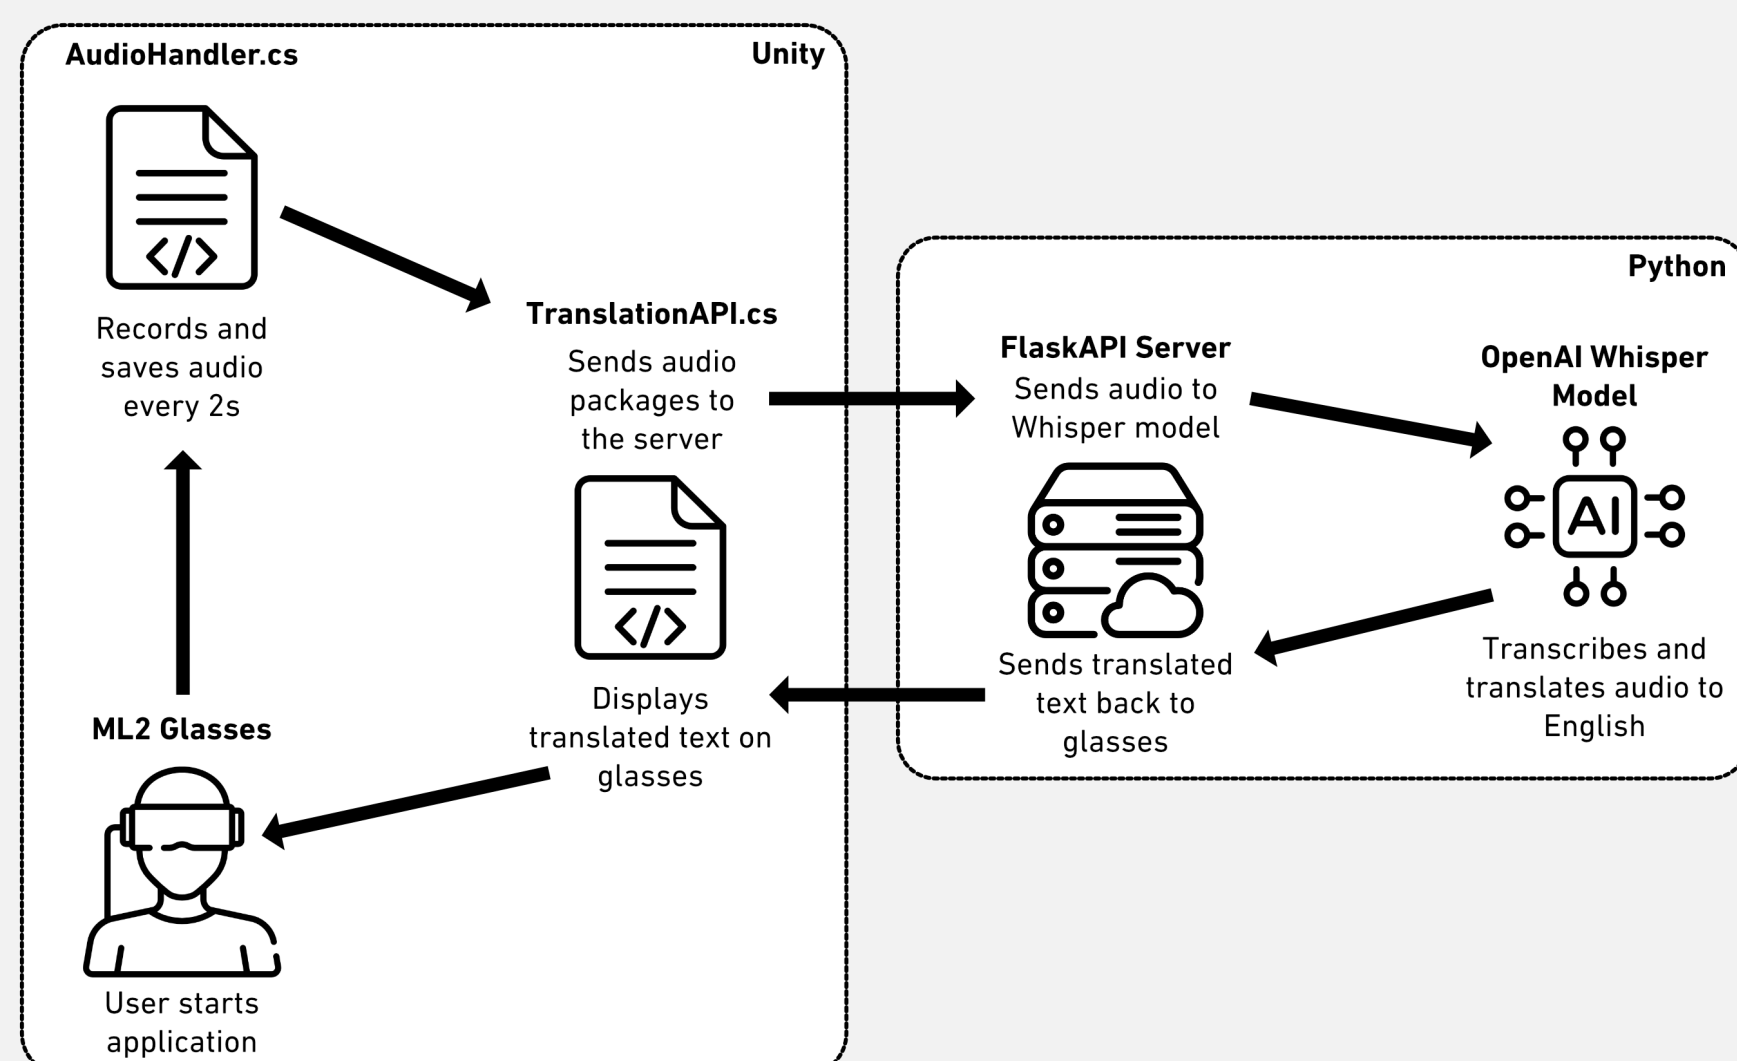 AudioHandler.cs
Unity
</>
Records and
saves audio
every 2s
TranslationAPI.cs
Sends audio
packages to
the server
</>
Displays
translated text on
glasses
ML2 Glasses
User starts
application
Python
FlaskAPI Server
Sends audio to
Whisper model
Sends translated
text back to
glasses
OpenAI Whisper
Model
AI
Transcribes and
translates audio to
English